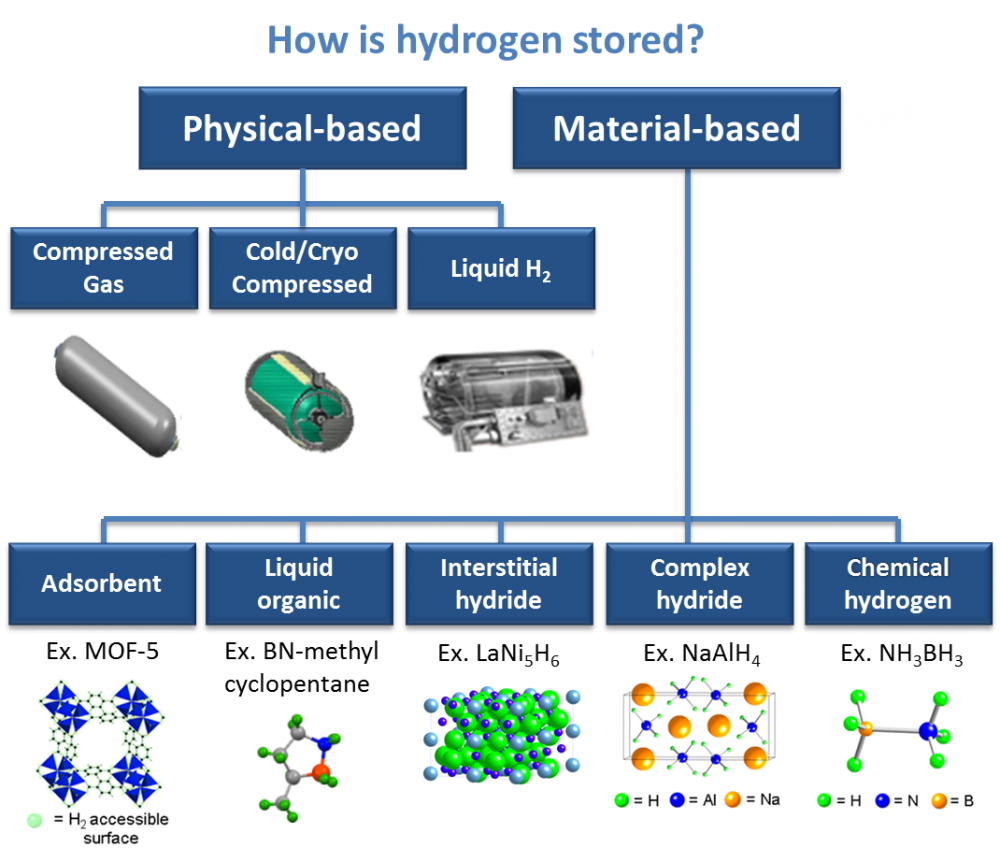 How is hydrogen stored?
Physical-based
Material-based
Compressed
Gas
Cold/Cryo
Compressed
Liquid H₂
Adsorbent
Liquid
organic
Interstitial
hydride
Complex
hydride
Chemical
hydrogen
Ex. MOF-5
Ex. BN-methyl
cyclopentane
Ex. LaNi₅H₆
Ex. NaAlH₄
Ex. NH₃BH₃
= H₂ accessible
surface
= H = Al = Na
= H = N = B